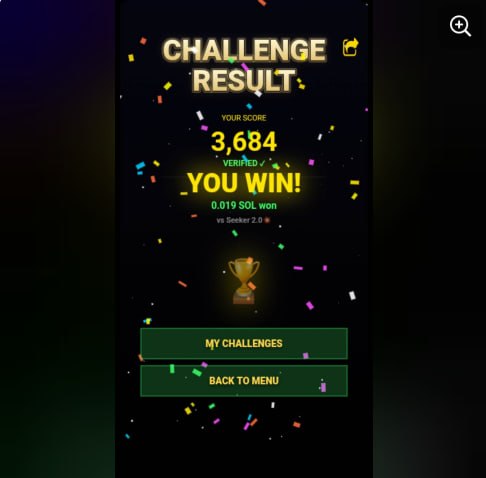 CHALLENGE
RESULT
YOUR SCORE
3,684
VERIFIED ✓
YOU WIN!
0.019 SOL won
vs Seeker 2.0
MY CHALLENGES
BACK TO MENU